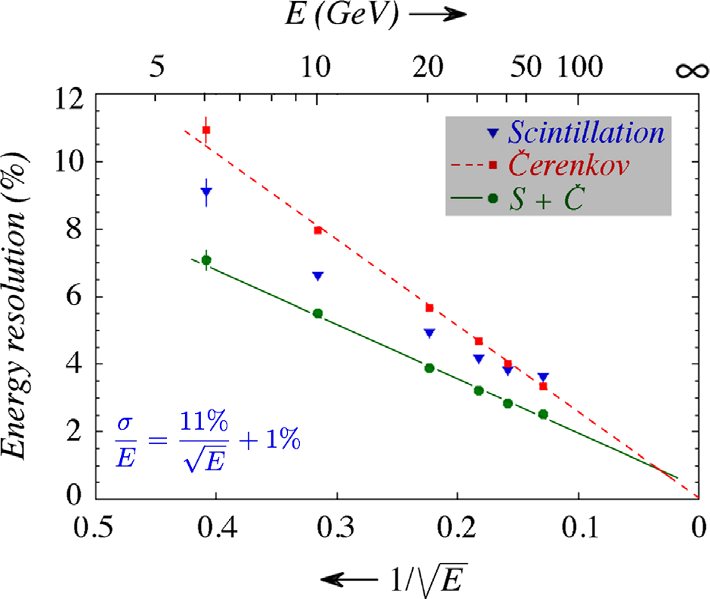 E (GeV) →
5 10 20 50 100 ∞
12
10
8
6
4
2
0
Energy resolution (%)
Scintillation
Čerenkov
S + Č
σ/E = 11%/√E + 1%
0.5 0.4 0.3 0.2 0.1 0
← 1/√E